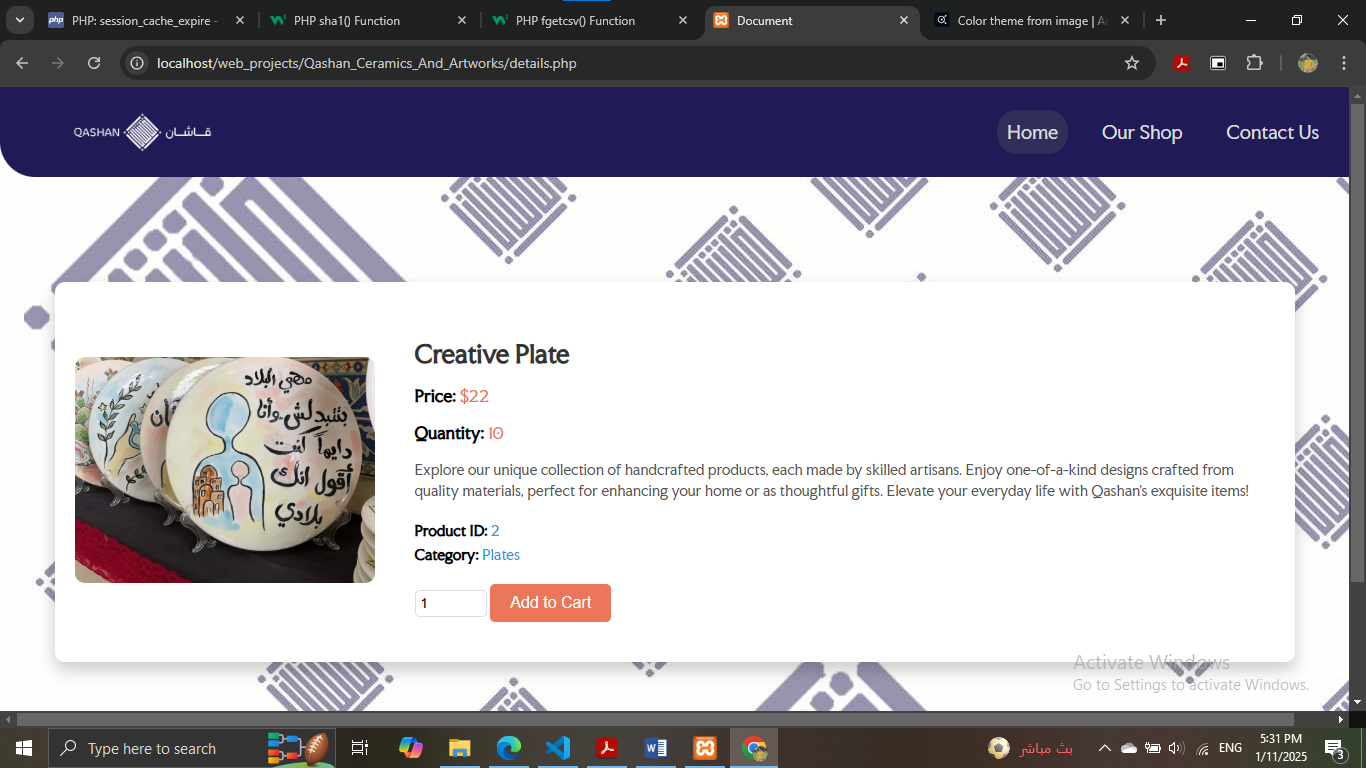 PHP: session_cache_expire -
PHP sha1() Function
PHP fgetcsv() Function
Document
Color theme from image | Ad
localhost/web_projects/Qashan_Ceramics_And_Artworks/details.php
QASHAN قاشان
Home Our Shop Contact Us
Creative Plate
Price: $22
Quantity: 10
Explore our unique collection of handcrafted products, each made by skilled artisans. Enjoy one-of-a-kind designs crafted from
quality materials, perfect for enhancing your home or as thoughtful gifts. Elevate your everyday life with Qashan's exquisite items!
Product ID: 2
Category: Plates
1 Add to Cart
مهي البلاد
بتتبدلش وأنا
دايماً كنت
أقول انك
بلادي
Activate Windows
Go to Settings to activate Windows.
Type here to search
بث مباشر
ENG
5:31 PM
1/11/2025
3